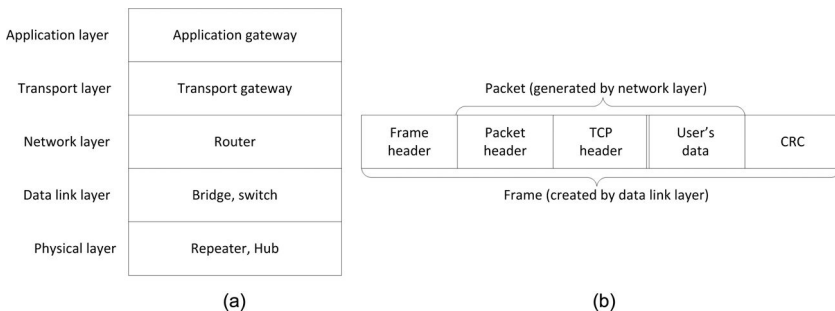 Application layer
Application gateway
Transport layer
Transport gateway
Network layer
Router
Data link layer
Bridge, switch
Physical layer
Repeater, Hub
(a)
Packet (generated by network layer)
Frame
header
Packet
header
TCP
header
User's
data
CRC
Frame (created by data link layer)
(b)